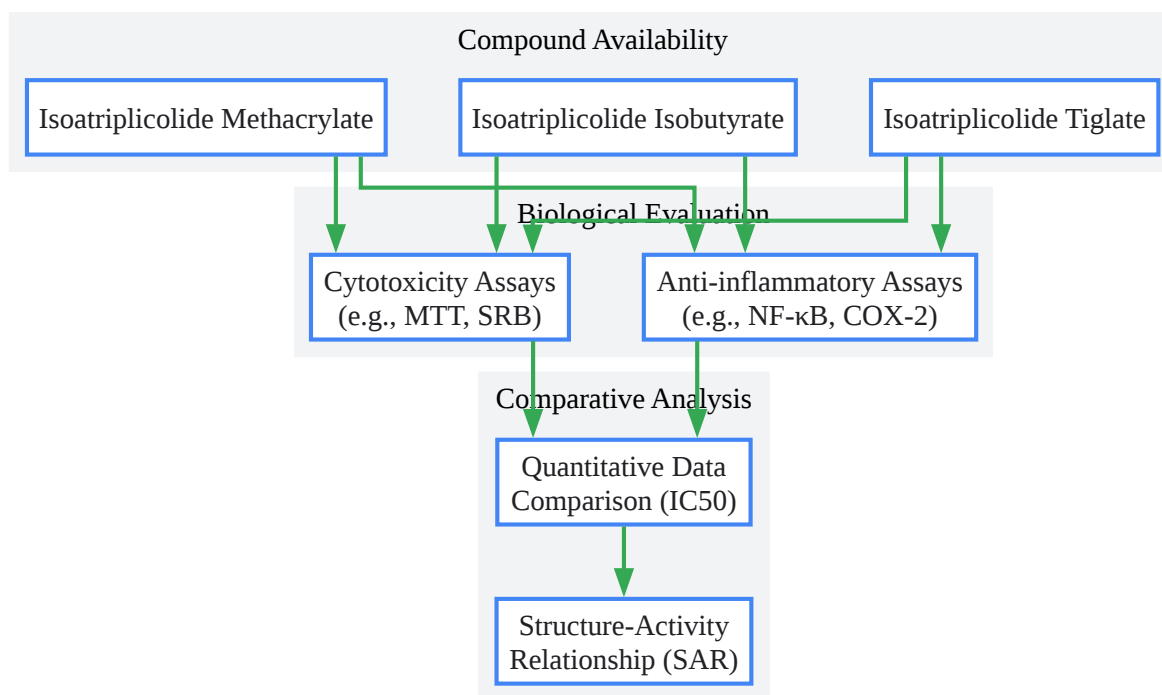 Compound Availability
Isoatriplicolide Methacrylate
Isoatriplicolide Isobutyrate
Isoatriplicolide Tiglate
Biological Evaluation
Cytotoxicity Assays
(e.g., MTT, SRB)
Anti-inflammatory Assays
(e.g., NF-κB, COX-2)
Comparative Analysis
Quantitative Data
Comparison (IC50)
Structure-Activity
Relationship (SAR)